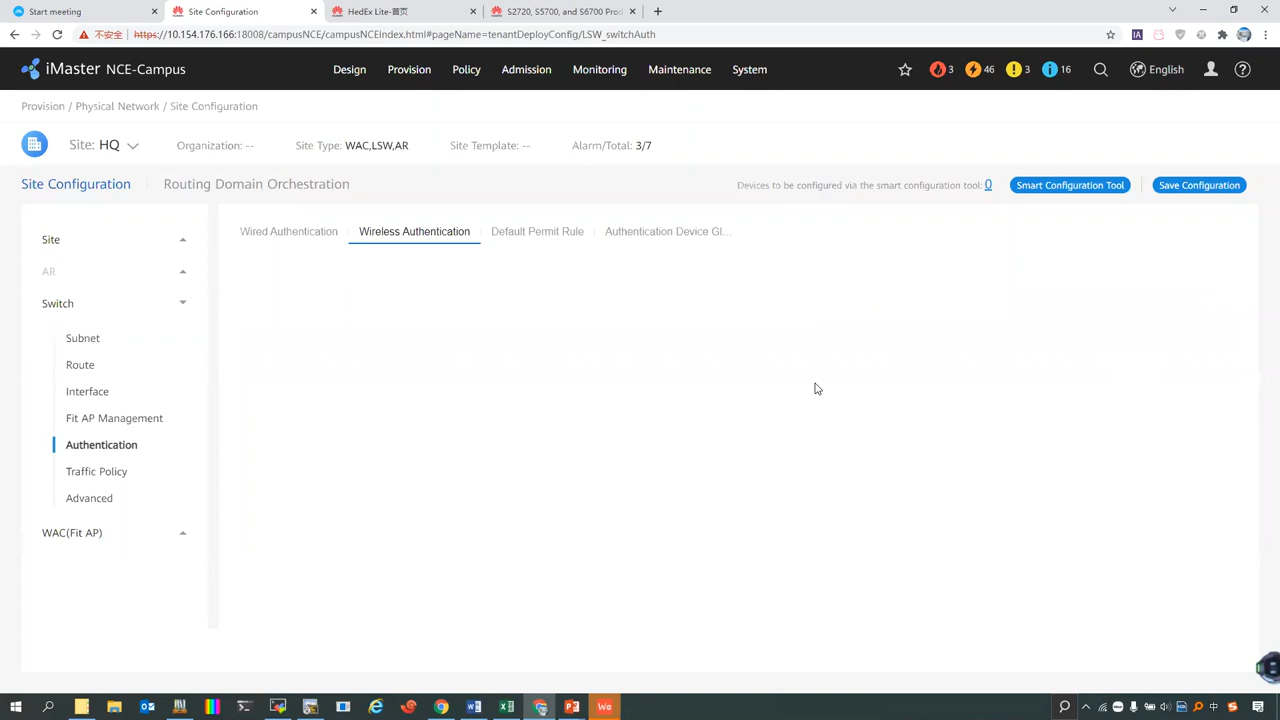 Start meeting
Site Configuration
HedEx Lite-首页
S2720, S5700, and S6700 Prod
不安全
https://10.154.176.166:18008/campusNCE/campusNCEIndex.html#pageName=tenantDeployConfig/LSW_switchAuth
iMaster NCE-Campus
Design
Provision
Policy
Admission
Monitoring
Maintenance
System
3
46
3
16
English
Provision / Physical Network / Site Configuration
Site: HQ
Organization: --
Site Type: WAC,LSW,AR
Site Template: --
Alarm/Total: 3/7
Site Configuration
Routing Domain Orchestration
Devices to be configured via the smart configuration tool: 0
Smart Configuration Tool
Save Configuration
Wired Authentication
Wireless Authentication
Default Permit Rule
Authentication Device Gl...
Site
AR
Switch
Subnet
Route
Interface
Fit AP Management
Authentication
Traffic Policy
Advanced
WAC(Fit AP)
We
中